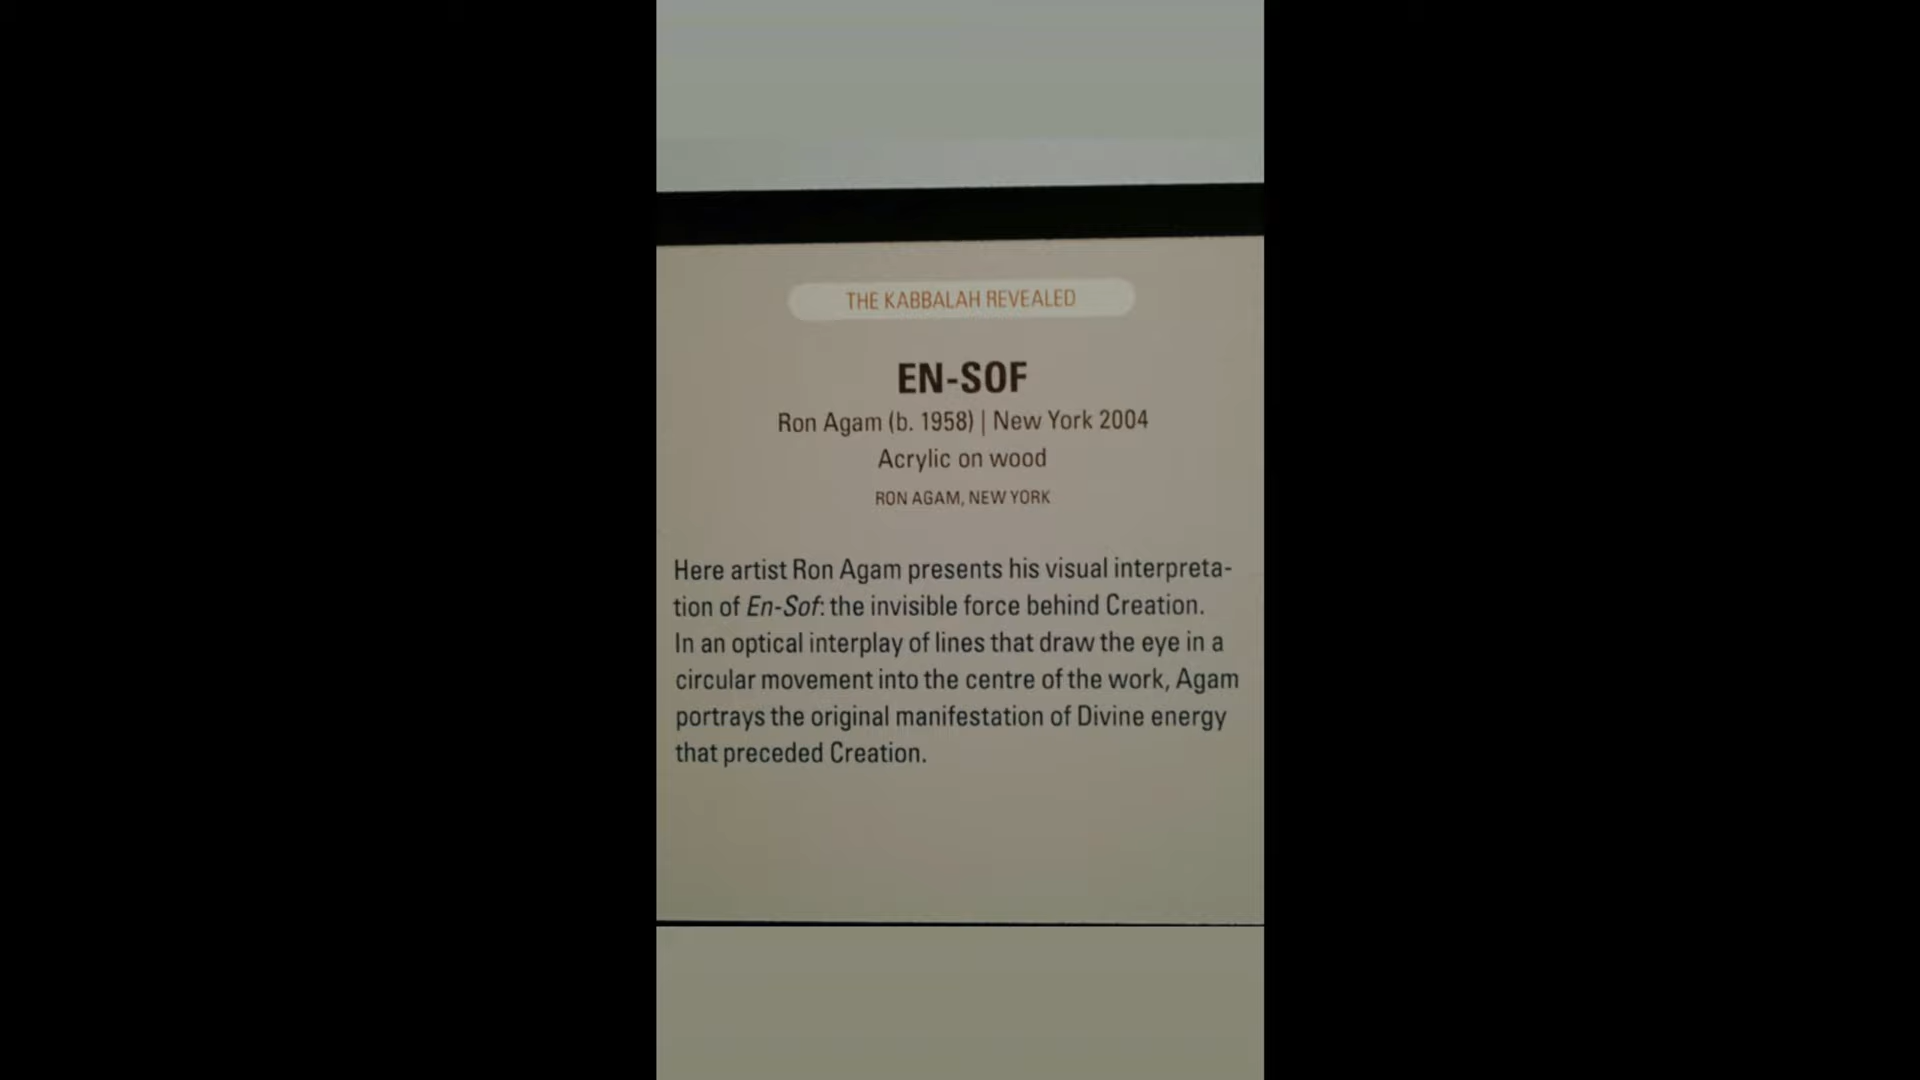 THE KABBALAH REVEALED
EN-SOF
Ron Agam (b. 1958) | New York 2004
Acrylic on wood
RON AGAM, NEW YORK
Here artist Ron Agam presents his visual interpreta-
tion of En-Sof: the invisible force behind Creation.
In an optical interplay of lines that draw the eye in a
circular movement into the centre of the work, Agam
portrays the original manifestation of Divine energy
that preceded Creation.